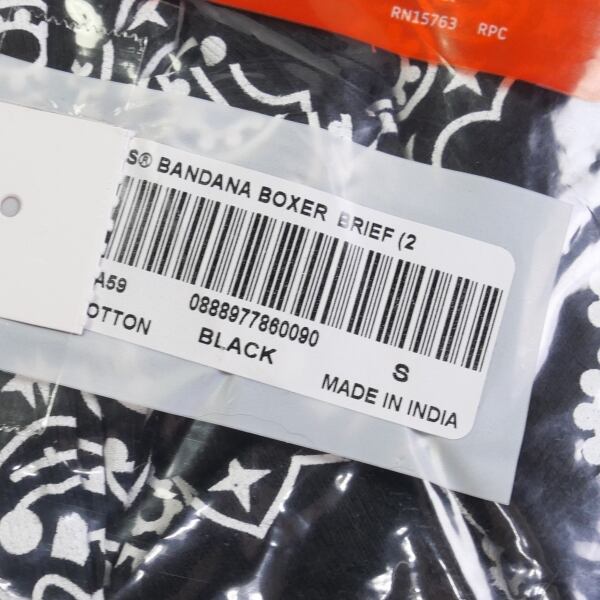 RN15763 RPC
S® BANDANA BOXER BRIEF (2
A59
0888977860090
OTTON
BLACK
S
MADE IN INDIA